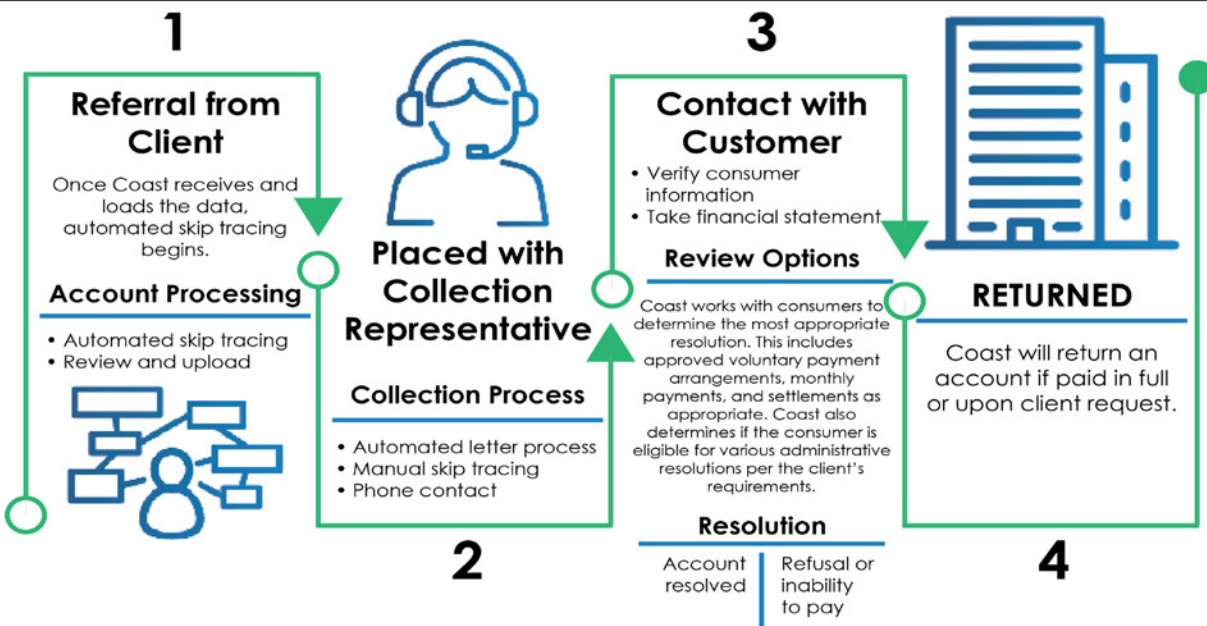 1
Referral from
Client
Once Coast receives and
loads the data,
automated skip tracing
begins.
Account Processing
• Automated skip tracing
• Review and upload
Placed with
Collection
Representative
Collection Process
• Automated letter process
• Manual skip tracing
• Phone contact
2
3
Contact with
Customer
• Verify consumer
information
• Take financial statement
Review Options
Coast works with consumers to
determine the most appropriate
resolution. This includes
approved voluntary payment
arrangements, monthly
payments, and settlements as
appropriate. Coast also
determines if the consumer is
eligible for various administrative
resolutions per the client’s
requirements.
Resolution
Account
resolved
Refusal or
inability
to pay
RETURNED
Coast will return an
account if paid in full
or upon client request.
4